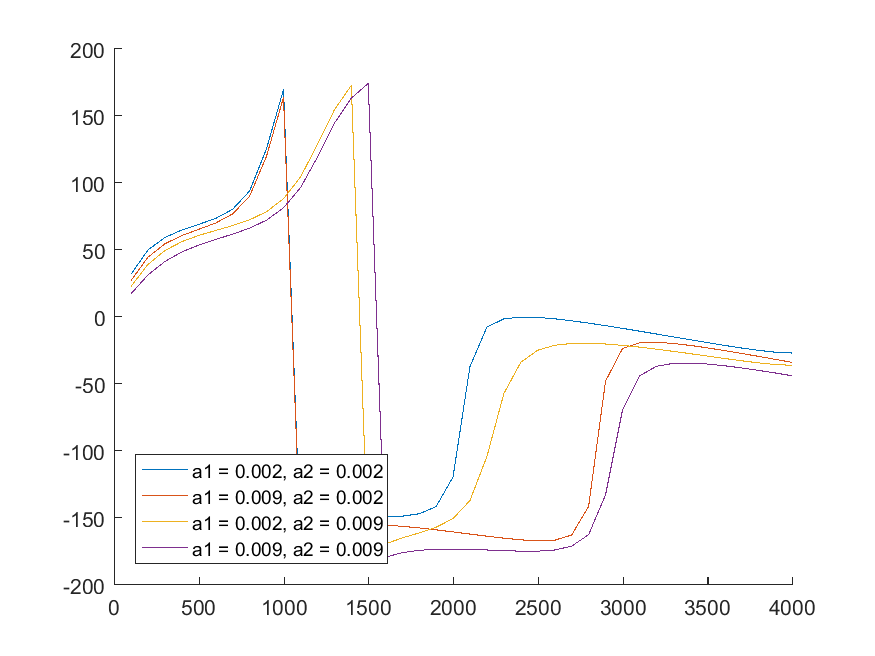 200
150
100
50
0
-50
-100
-150
-200
a1 = 0.002, a2 = 0.002
a1 = 0.009, a2 = 0.002
a1 = 0.002, a2 = 0.009
a1 = 0.009, a2 = 0.009
0 500 1000 1500 2000 2500 3000 3500 4000